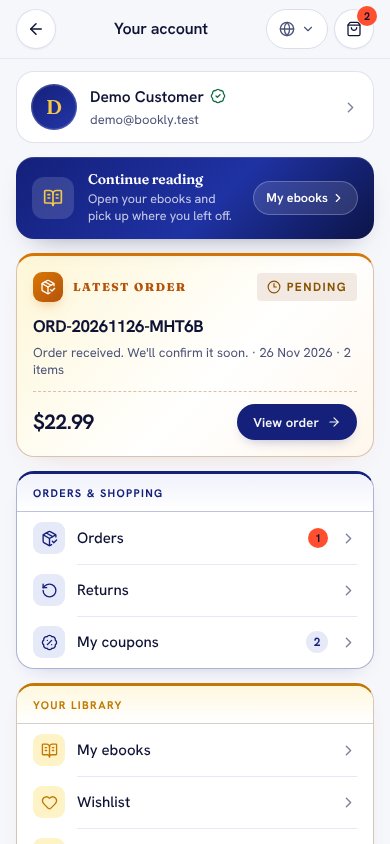 Your account
2
D
Demo Customer
demo@bookly.test
Continue reading
Open your ebooks and
pick up where you left off.
My ebooks
LATEST ORDER
PENDING
ORD-20261126-MHT6B
Order received. We'll confirm it soon. · 26 Nov 2026 · 2
items
$22.99
View order
ORDERS & SHOPPING
Orders
1
Returns
My coupons
2
YOUR LIBRARY
My ebooks
Wishlist